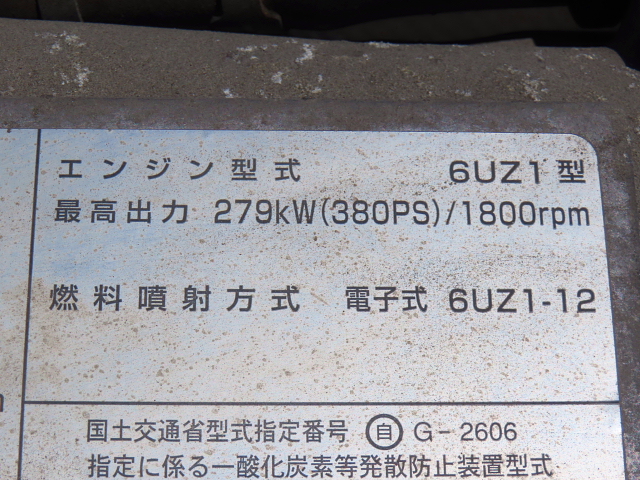 エンジン型式 6UZ1型
最高出力 279kW(380PS)/1800rpm
燃料噴射方式 電子式 6UZ1-12
国土交通省型式指定番号 自 G-2606
指定に係る一酸化炭素等発散防止装置型式